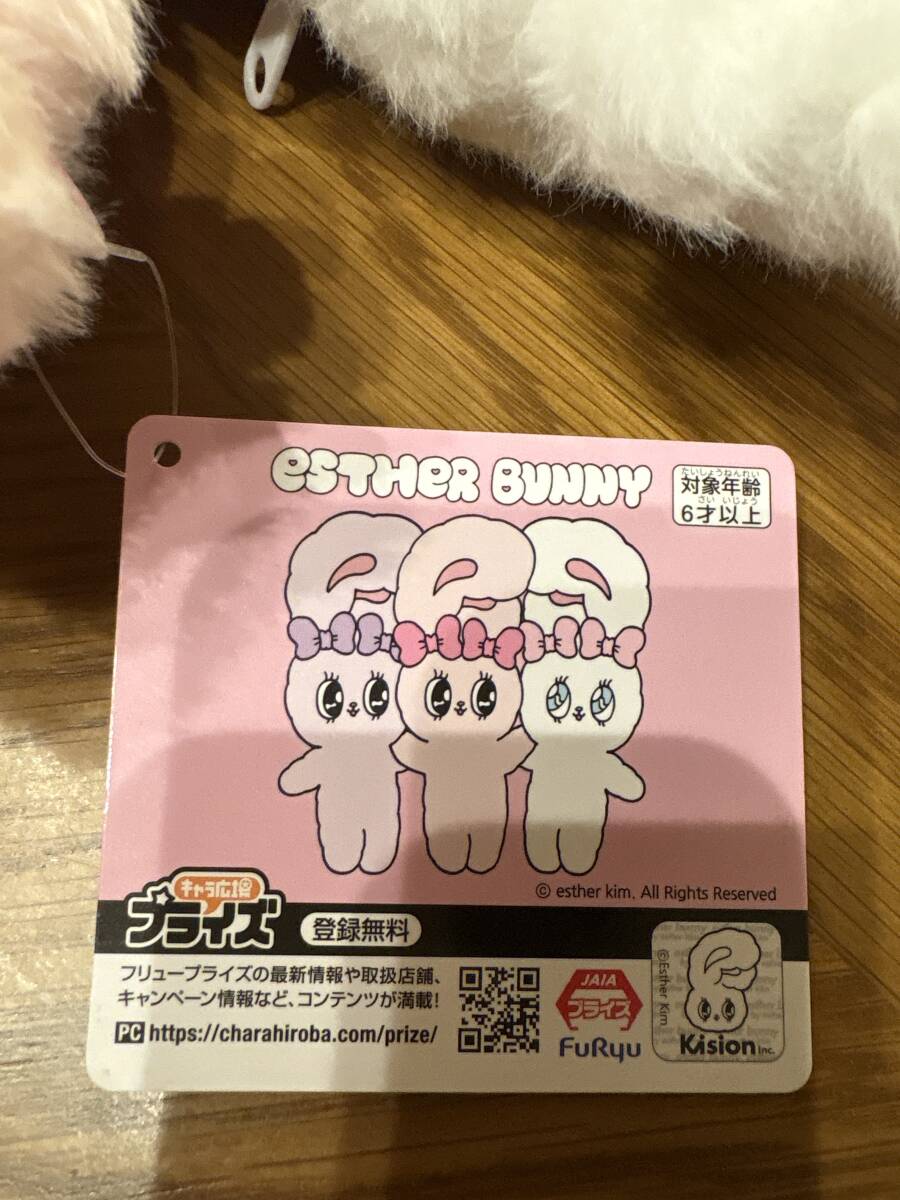 esther bunny
たいしょうねんれい
対象年齢
さい いじょう
6才以上
© esther kim. All Rights Reserved
キャラ広場
プライズ
登録無料
フリュープライズの最新情報や取扱店舗、
キャンペーン情報など、コンテンツが満載!
PC https://charahiroba.com/prize/
JAIA
プライズ
FuRyu
©Esther Kim
Kision Inc.